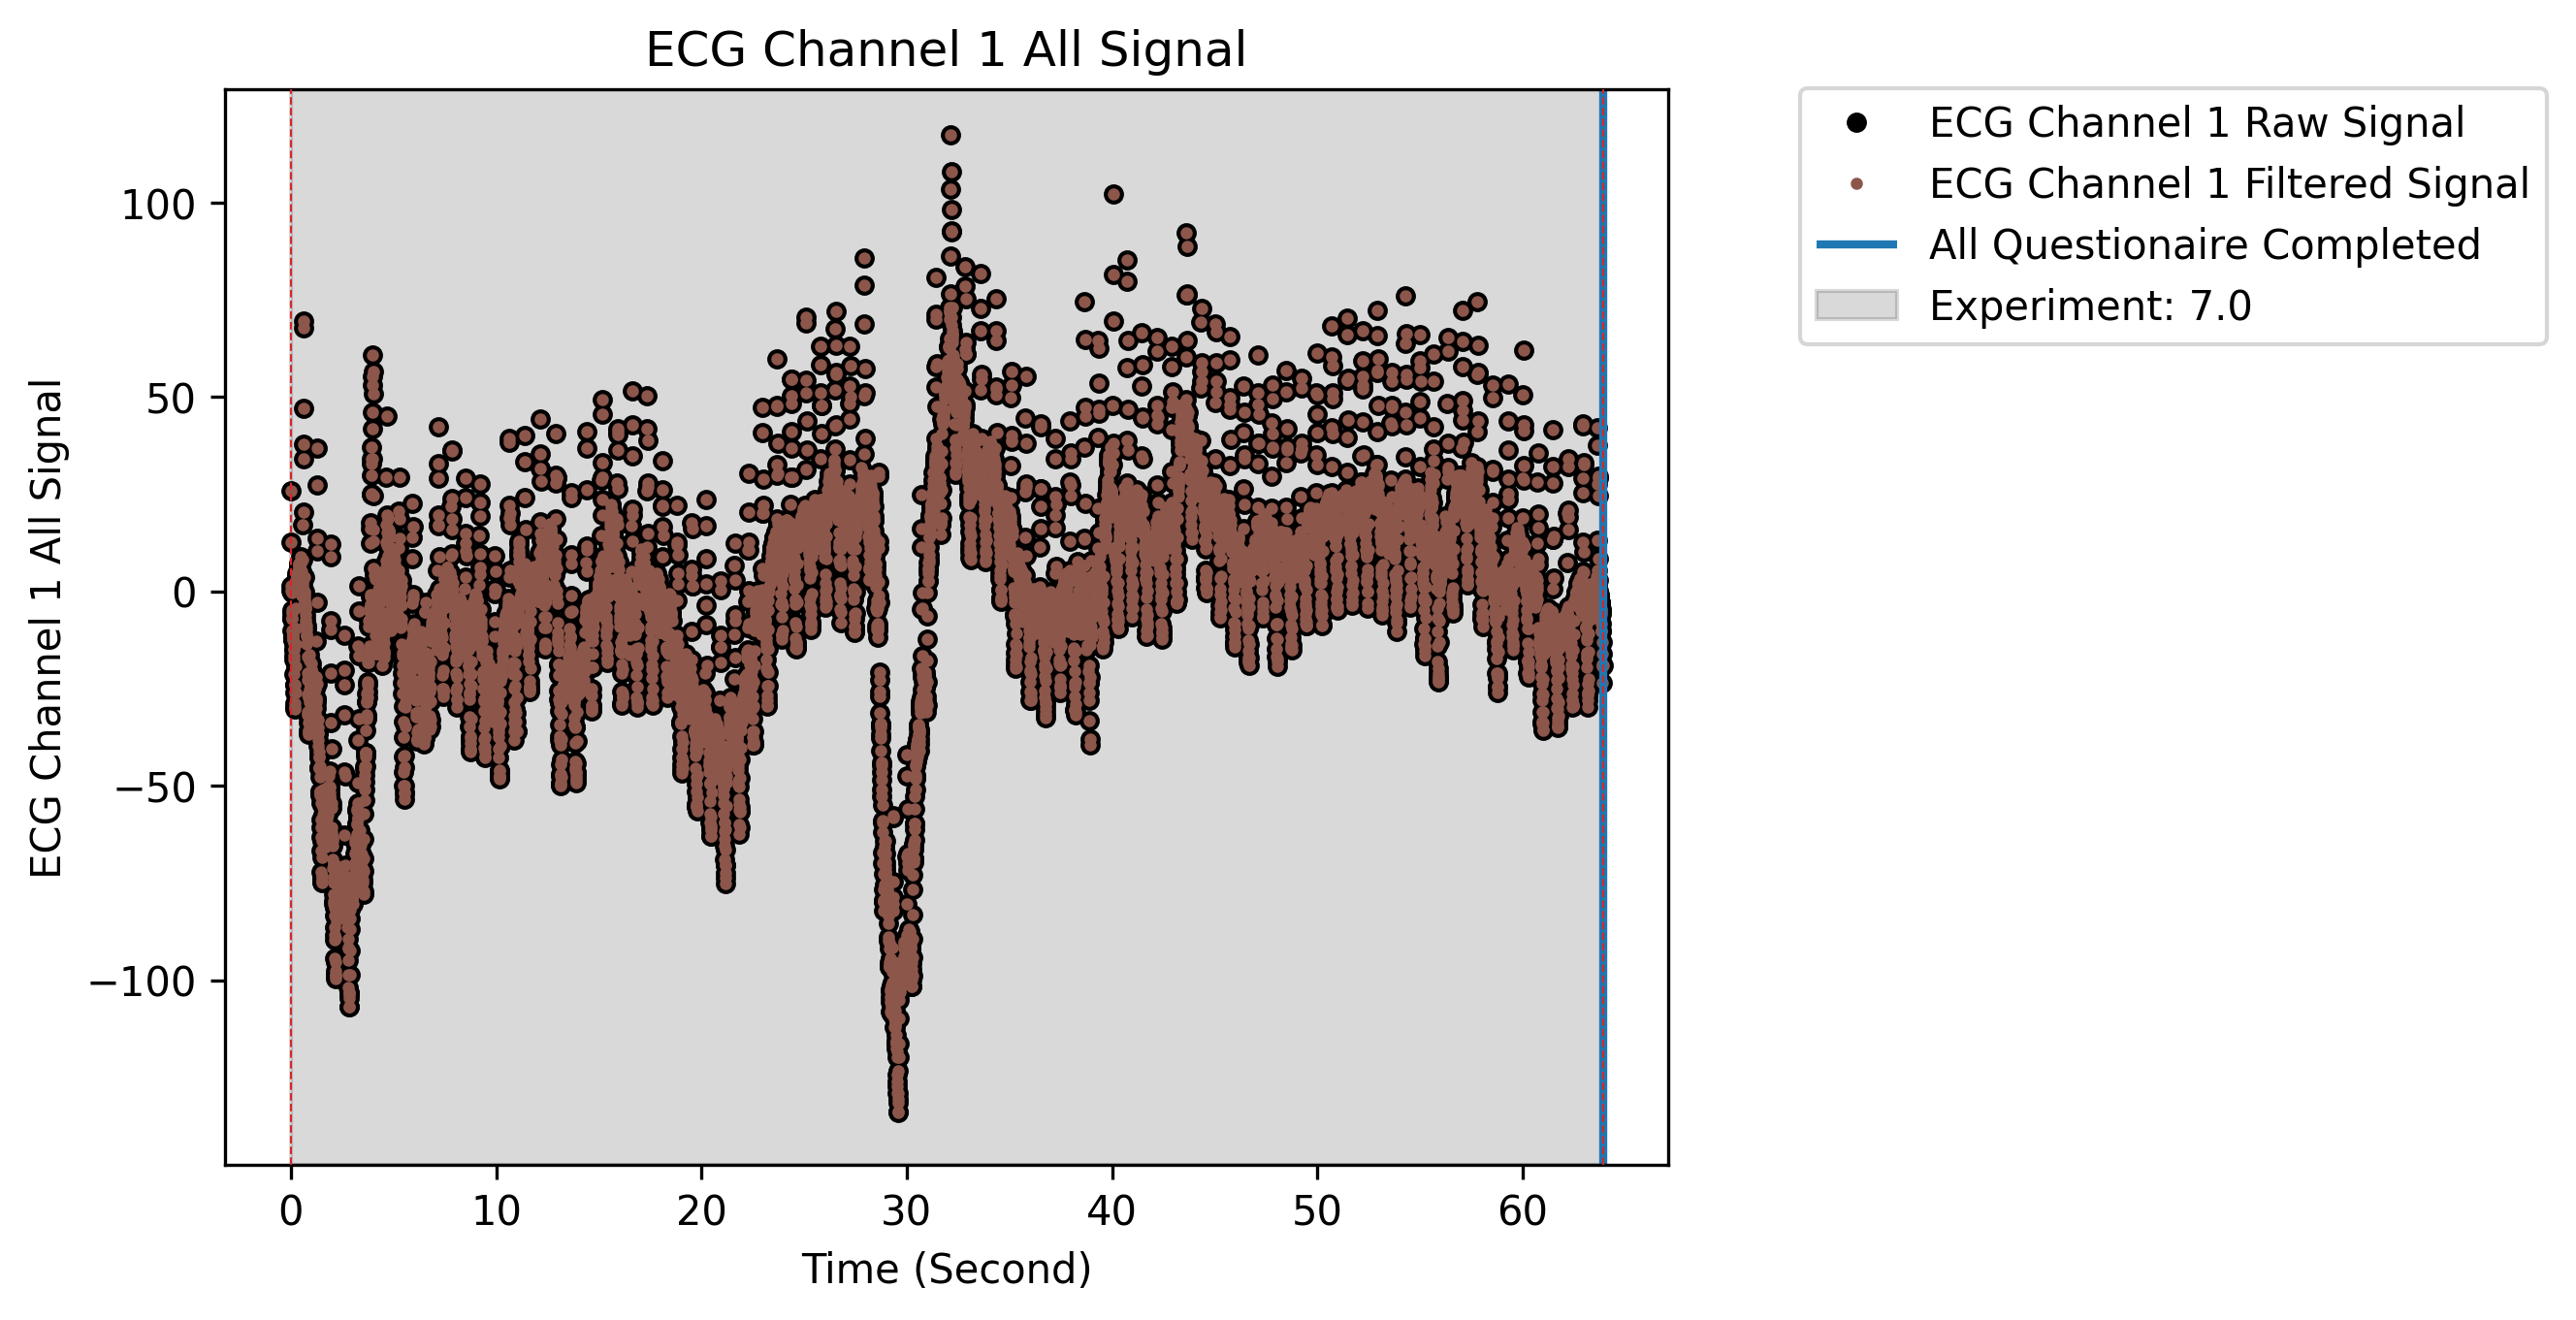 ECG Channel 1 All Signal
ECG Channel 1 Raw Signal
ECG Channel 1 Filtered Signal
All Questionaire Completed
Experiment: 7.0
ECG Channel 1 All Signal
100
50
0
−50
−100
0 10 20 30 40 50 60
Time (Second)